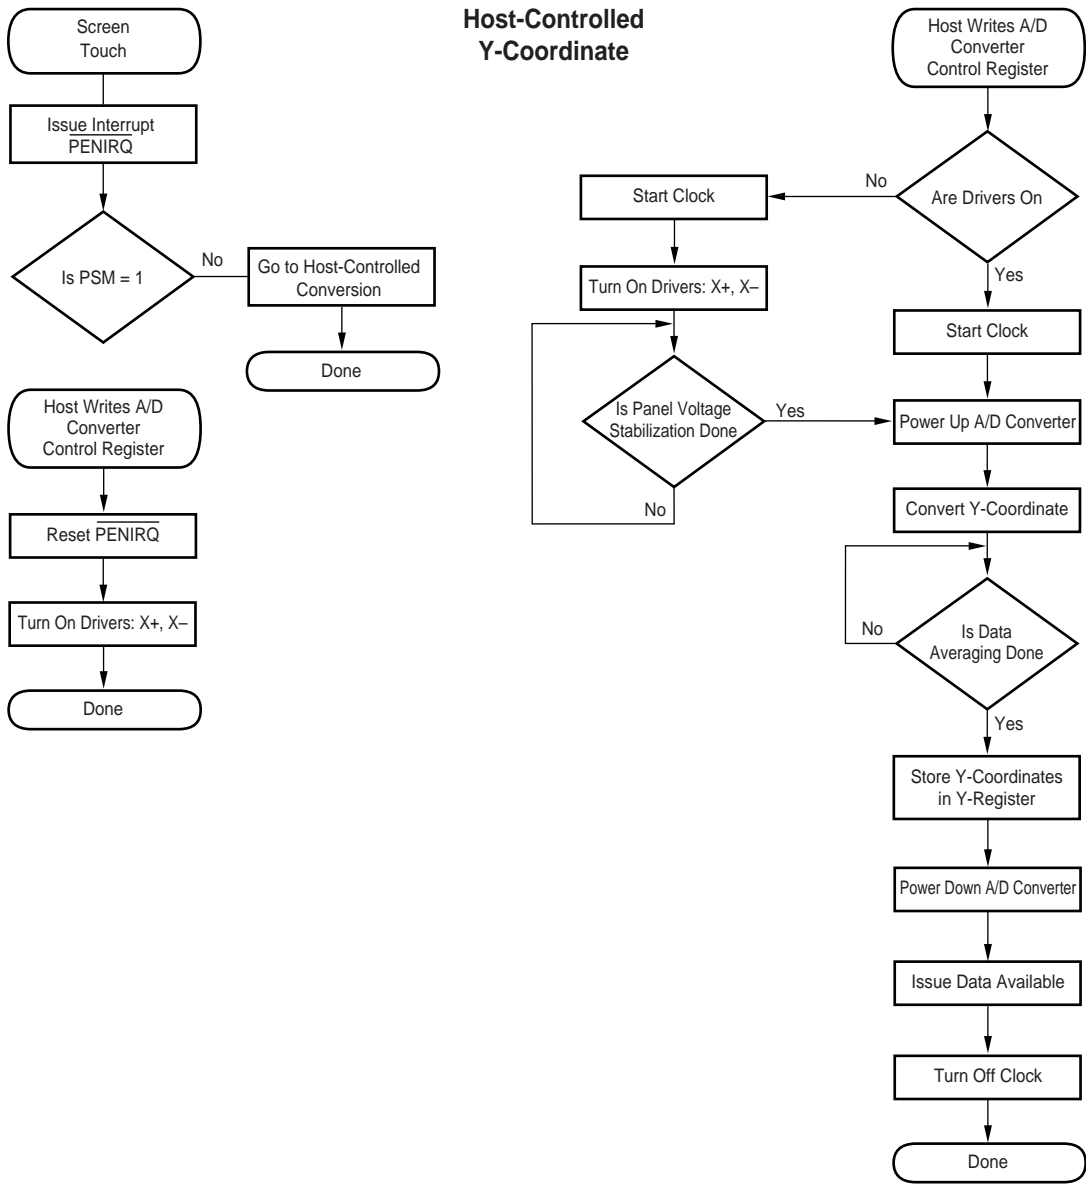 Host-Controlled
Y-Coordinate
Screen
Touch
Issue Interrupt
PENIRQ
Is PSM = 1
No
Go to Host-Controlled
Conversion
Done
Host Writes A/D
Converter
Control Register
Reset PENIRQ
Turn On Drivers: X+, X–
Done
Host Writes A/D
Converter
Control Register
Are Drivers On
No
Start Clock
Turn On Drivers: X+, X–
Is Panel Voltage
Stabilization Done
No
Yes
Yes
Start Clock
Power Up A/D Converter
Convert Y-Coordinate
Is Data
Averaging Done
No
Yes
Store Y-Coordinates
in Y-Register
Power Down A/D Converter
Issue Data Available
Turn Off Clock
Done